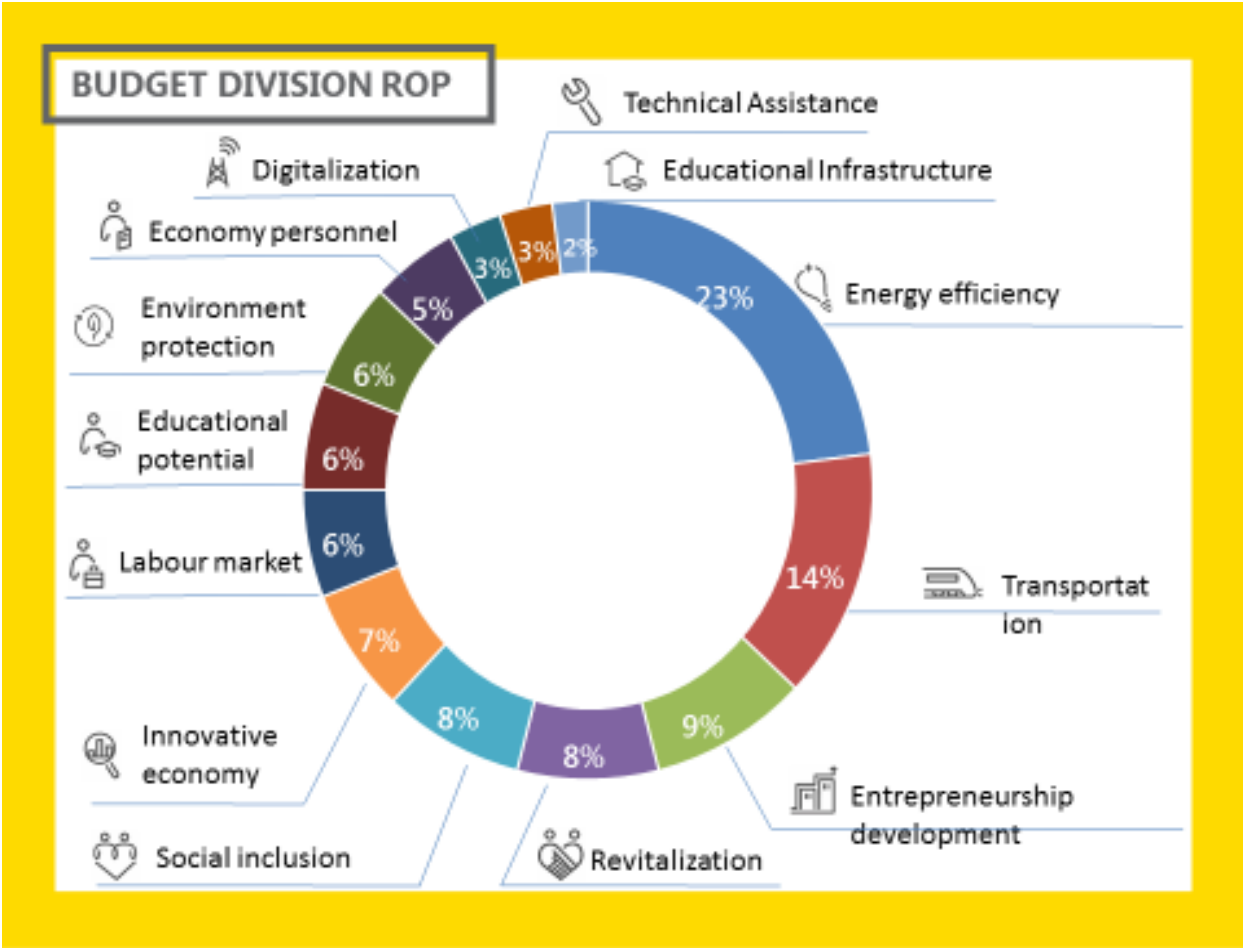 BUDGET DIVISION ROP
Technical Assistance
Digitalization
Educational Infrastructure
Economy personnel
3%
3%
2%
Energy efficiency
23%
Environment
protection
5%
6%
Educational
potential
6%
Labour market
6%
14%
Transportat
ion
7%
8%
8%
9%
Innovative
economy
Entrepreneurship
development
Social inclusion
Revitalization